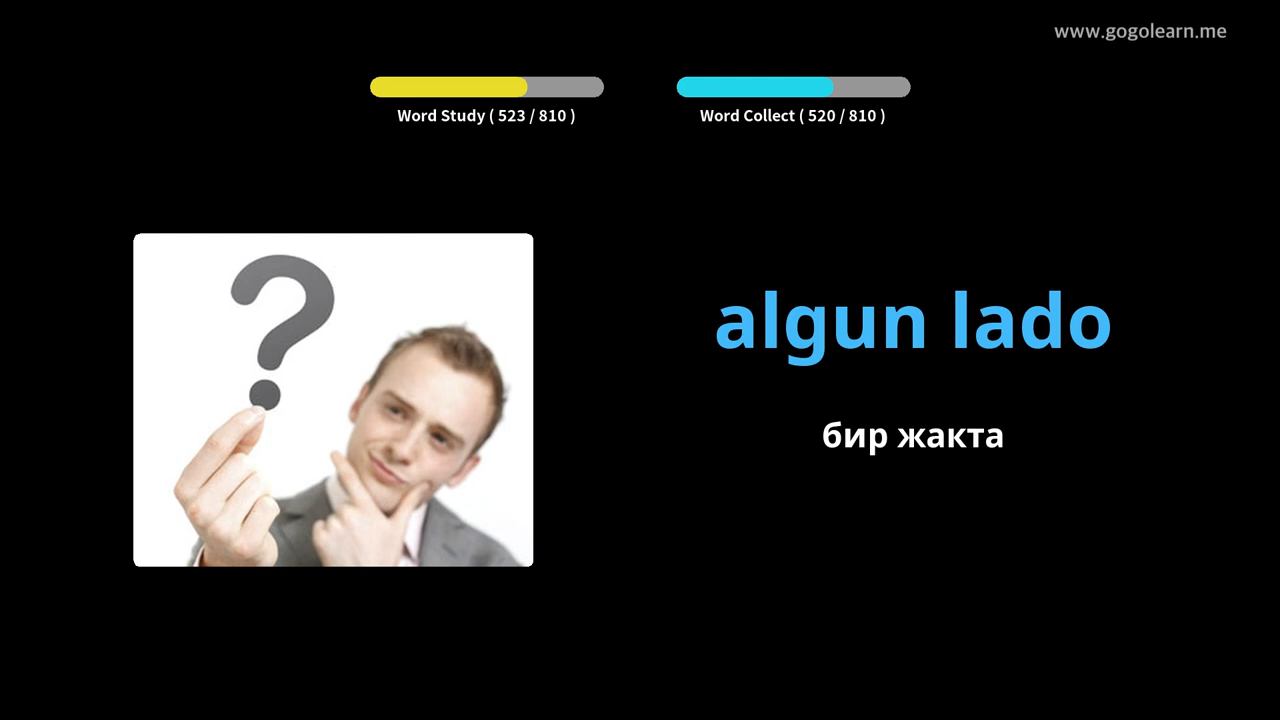 www.gogolearn.me
Word Study ( 523 / 810 )
Word Collect ( 520 / 810 )
algun lado
бир жакта